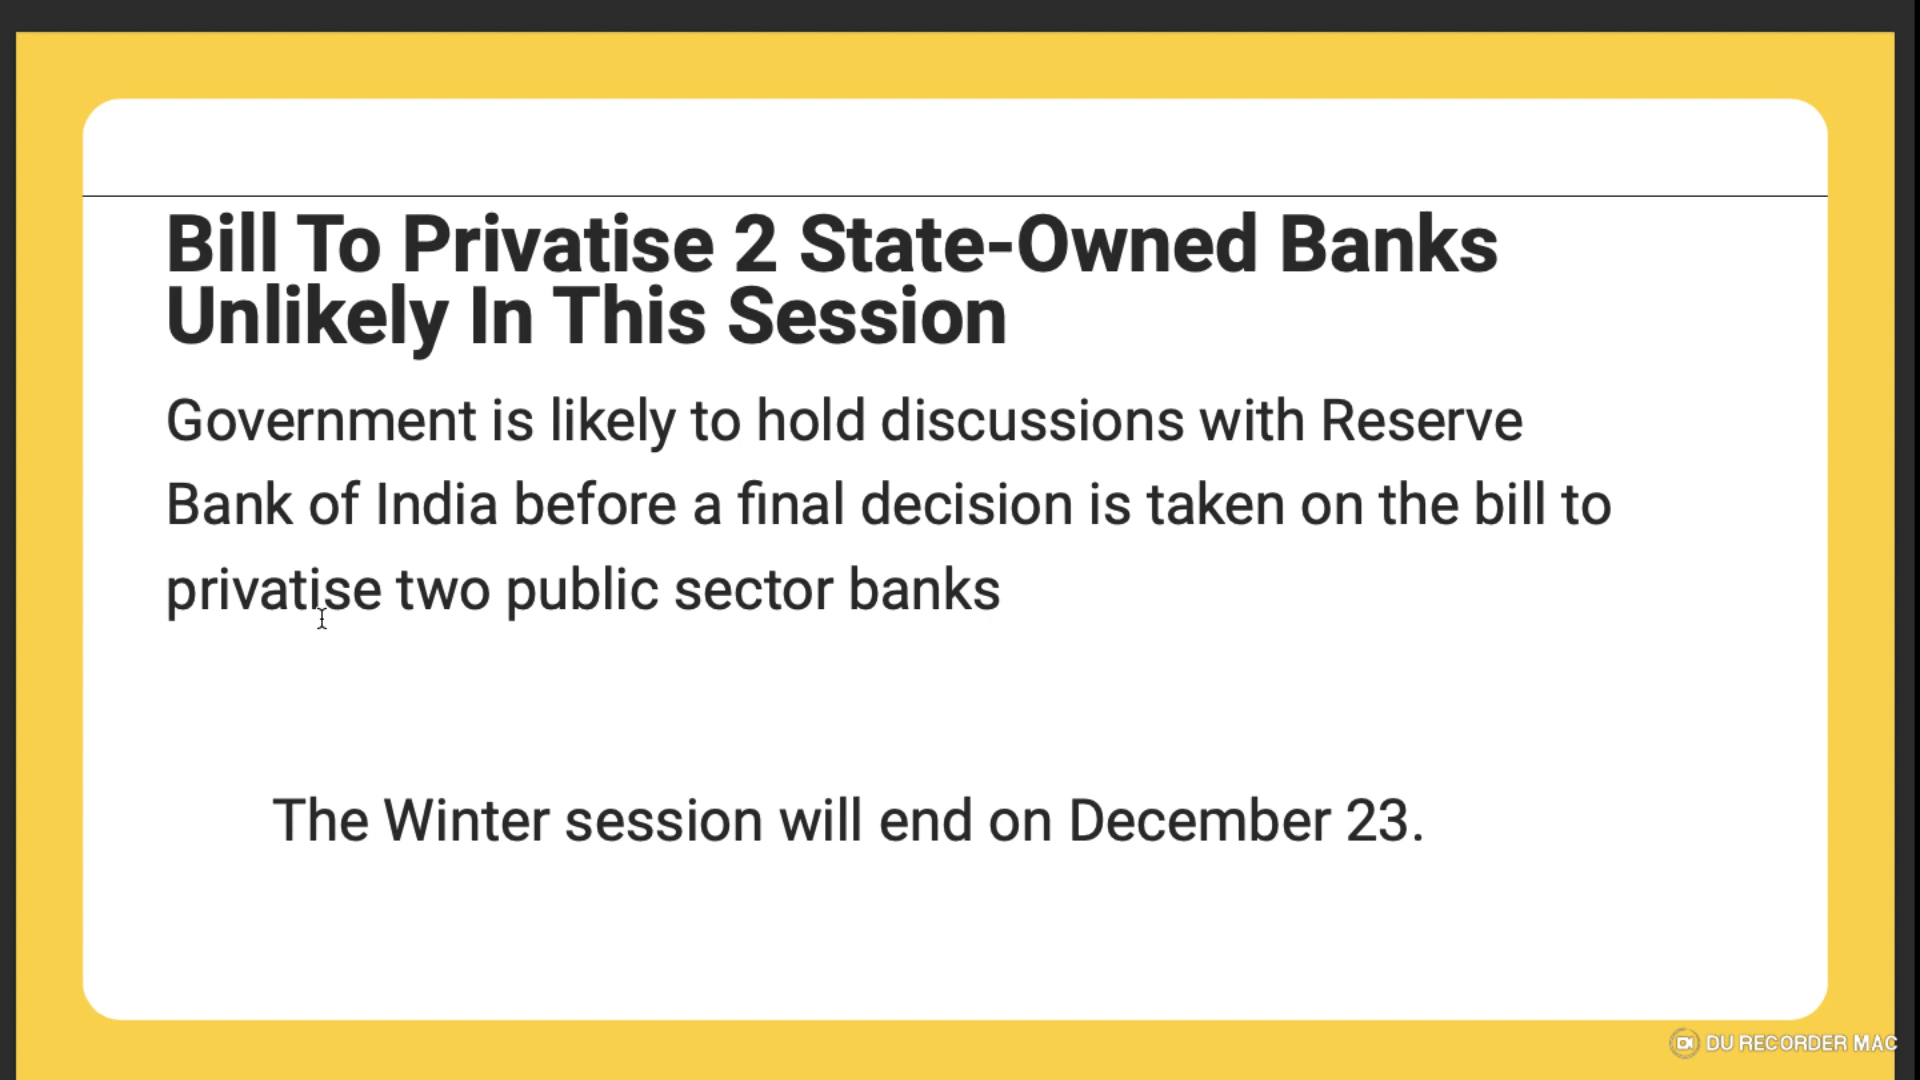 Bill To Privatise 2 State-Owned Banks
Unlikely In This Session
Government is likely to hold discussions with Reserve
Bank of India before a final decision is taken on the bill to
privatise two public sector banks
The Winter session will end on December 23.
DU RECORDER MAC